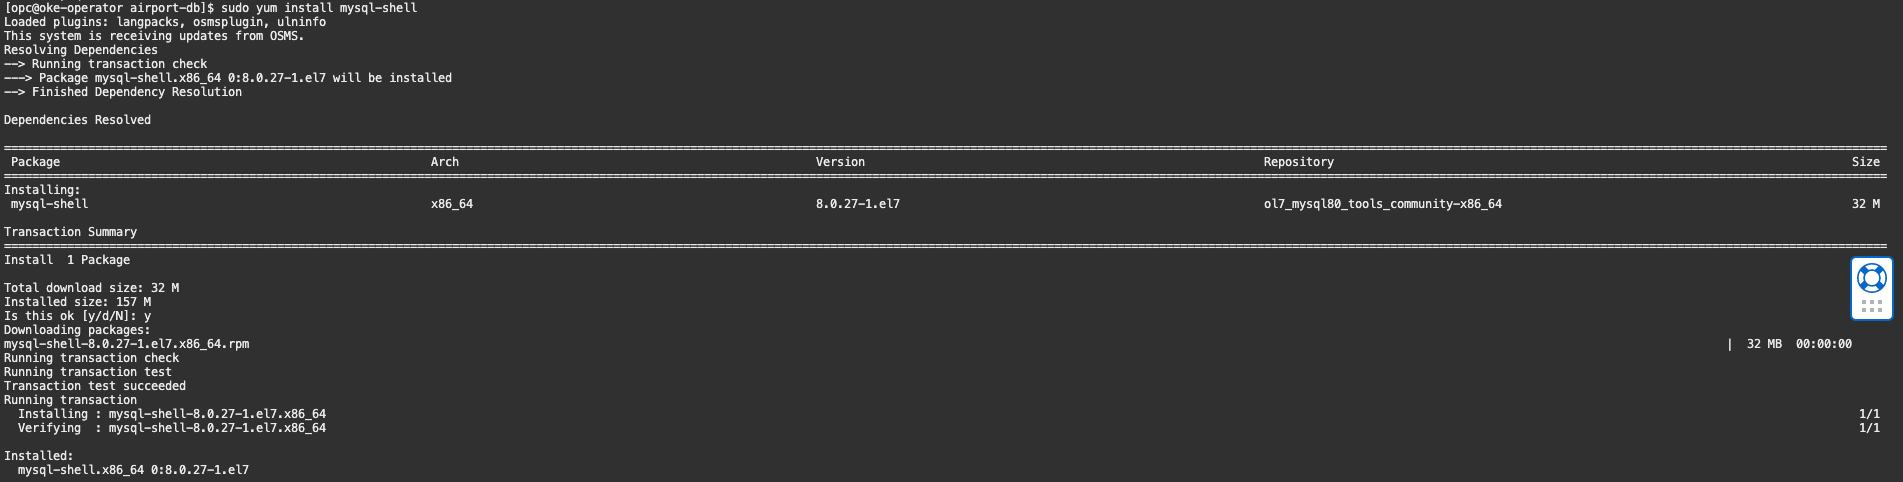 [opc@oke-operator airport-db]$ sudo yum install mysql-shell
Loaded plugins: langpacks, osmsplugin, ulninfo
This system is receiving updates from OSMS.
Resolving Dependencies
--> Running transaction check
---> Package mysql-shell.x86_64 0:8.0.27-1.el7 will be installed
--> Finished Dependency Resolution
Dependencies Resolved
Package Arch Version Repository Size
Installing:
mysql-shell x86_64 8.0.27-1.el7 ol7_mysql80_tools_community-x86_64 32 M
Transaction Summary
Install 1 Package
Total download size: 32 M
Installed size: 157 M
Is this ok [y/d/N]: y
Downloading packages:
mysql-shell-8.0.27-1.el7.x86_64.rpm | 32 MB 00:00:00
Running transaction check
Running transaction test
Transaction test succeeded
Running transaction
Installing : mysql-shell-8.0.27-1.el7.x86_64 1/1
Verifying : mysql-shell-8.0.27-1.el7.x86_64 1/1
Installed:
mysql-shell.x86_64 0:8.0.27-1.el7